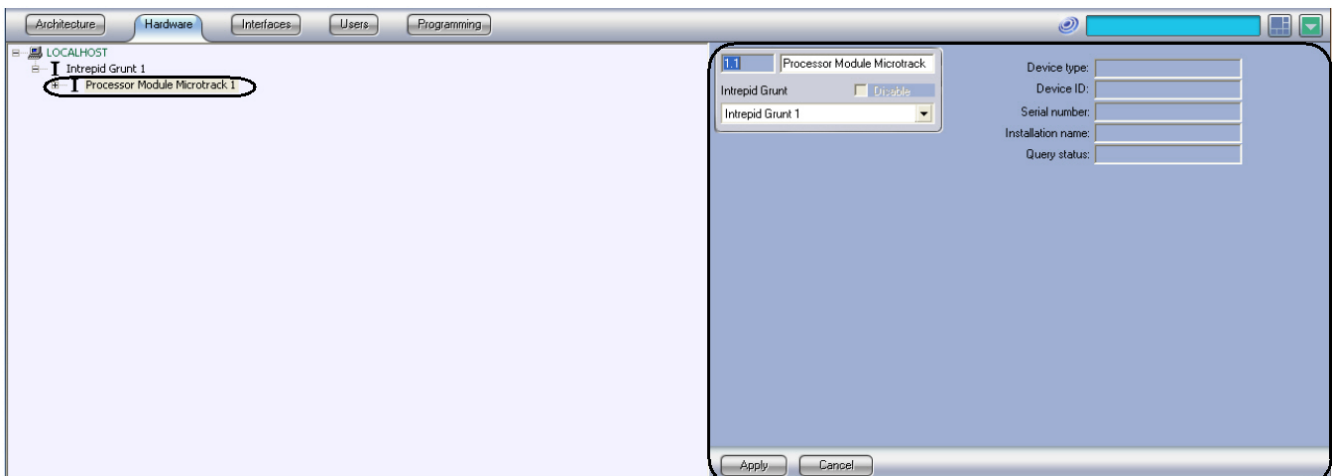 Architecture Hardware Interfaces Users Programming
LOCALHOST
Intrepid Grunt 1
Processor Module Microtrack 1
1.1 Processor Module Microtrack
Intrepid Grunt Disable
Intrepid Grunt 1
Device type:
Device ID:
Serial number:
Installation name:
Query status:
Apply Cancel